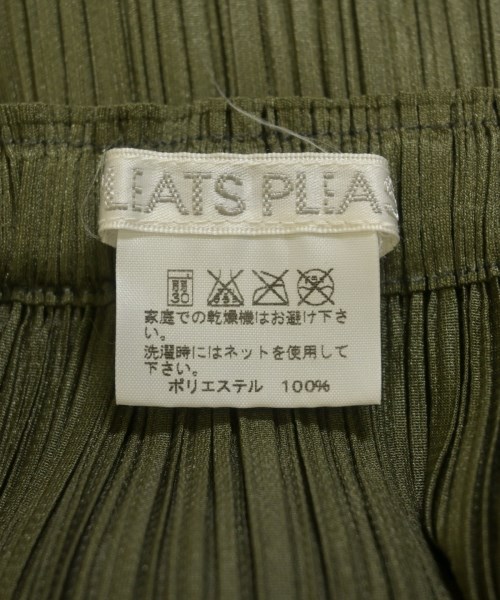 LEATS PLEAS
30
家庭での乾燥機はお避け下さ
い。
洗濯時にはネットを使用して
下さい。
ポリエステル 100%